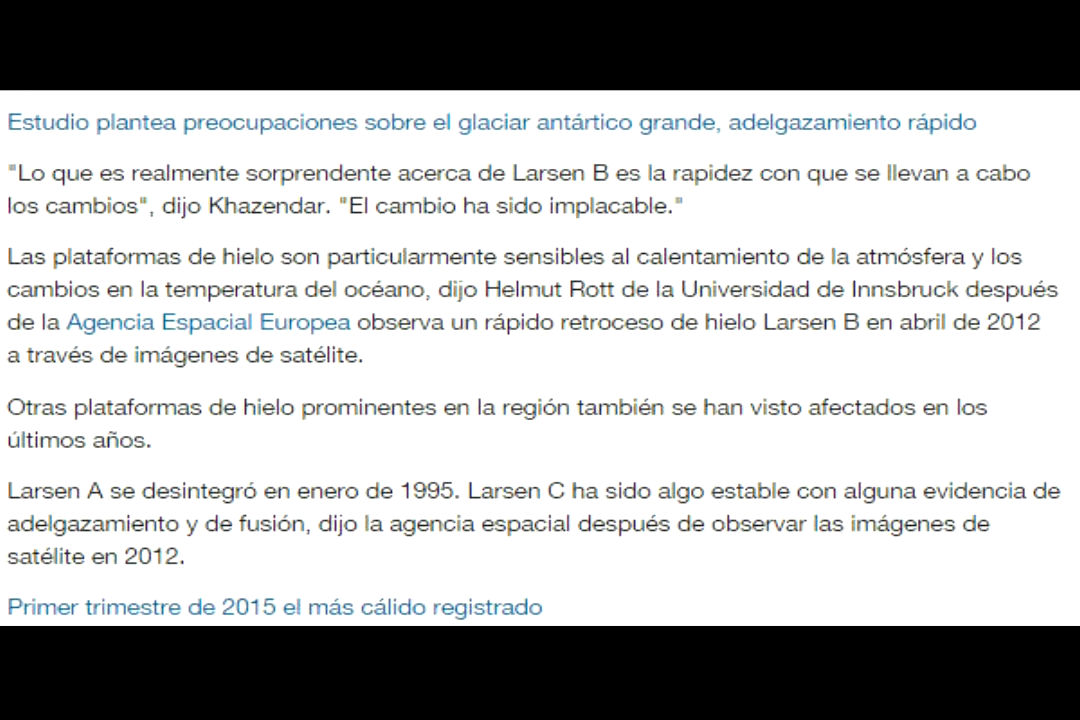 Estudio plantea preocupaciones sobre el glaciar antártico grande, adelgazamiento rápido
"Lo que es realmente sorprendente acerca de Larsen B es la rapidez con que se llevan a cabo
los cambios", dijo Khazendar. "El cambio ha sido implacable."
Las plataformas de hielo son particularmente sensibles al calentamiento de la atmósfera y los
cambios en la temperatura del océano, dijo Helmut Rott de la Universidad de Innsbruck después
de la Agencia Espacial Europea observa un rápido retroceso de hielo Larsen B en abril de 2012
a través de imágenes de satélite.
Otras plataformas de hielo prominentes en la región también se han visto afectados en los
últimos años.
Larsen A se desintegró en enero de 1995. Larsen C ha sido algo estable con alguna evidencia de
adelgazamiento y de fusión, dijo la agencia espacial después de observar las imágenes de
satélite en 2012.
Primer trimestre de 2015 el más cálido registrado